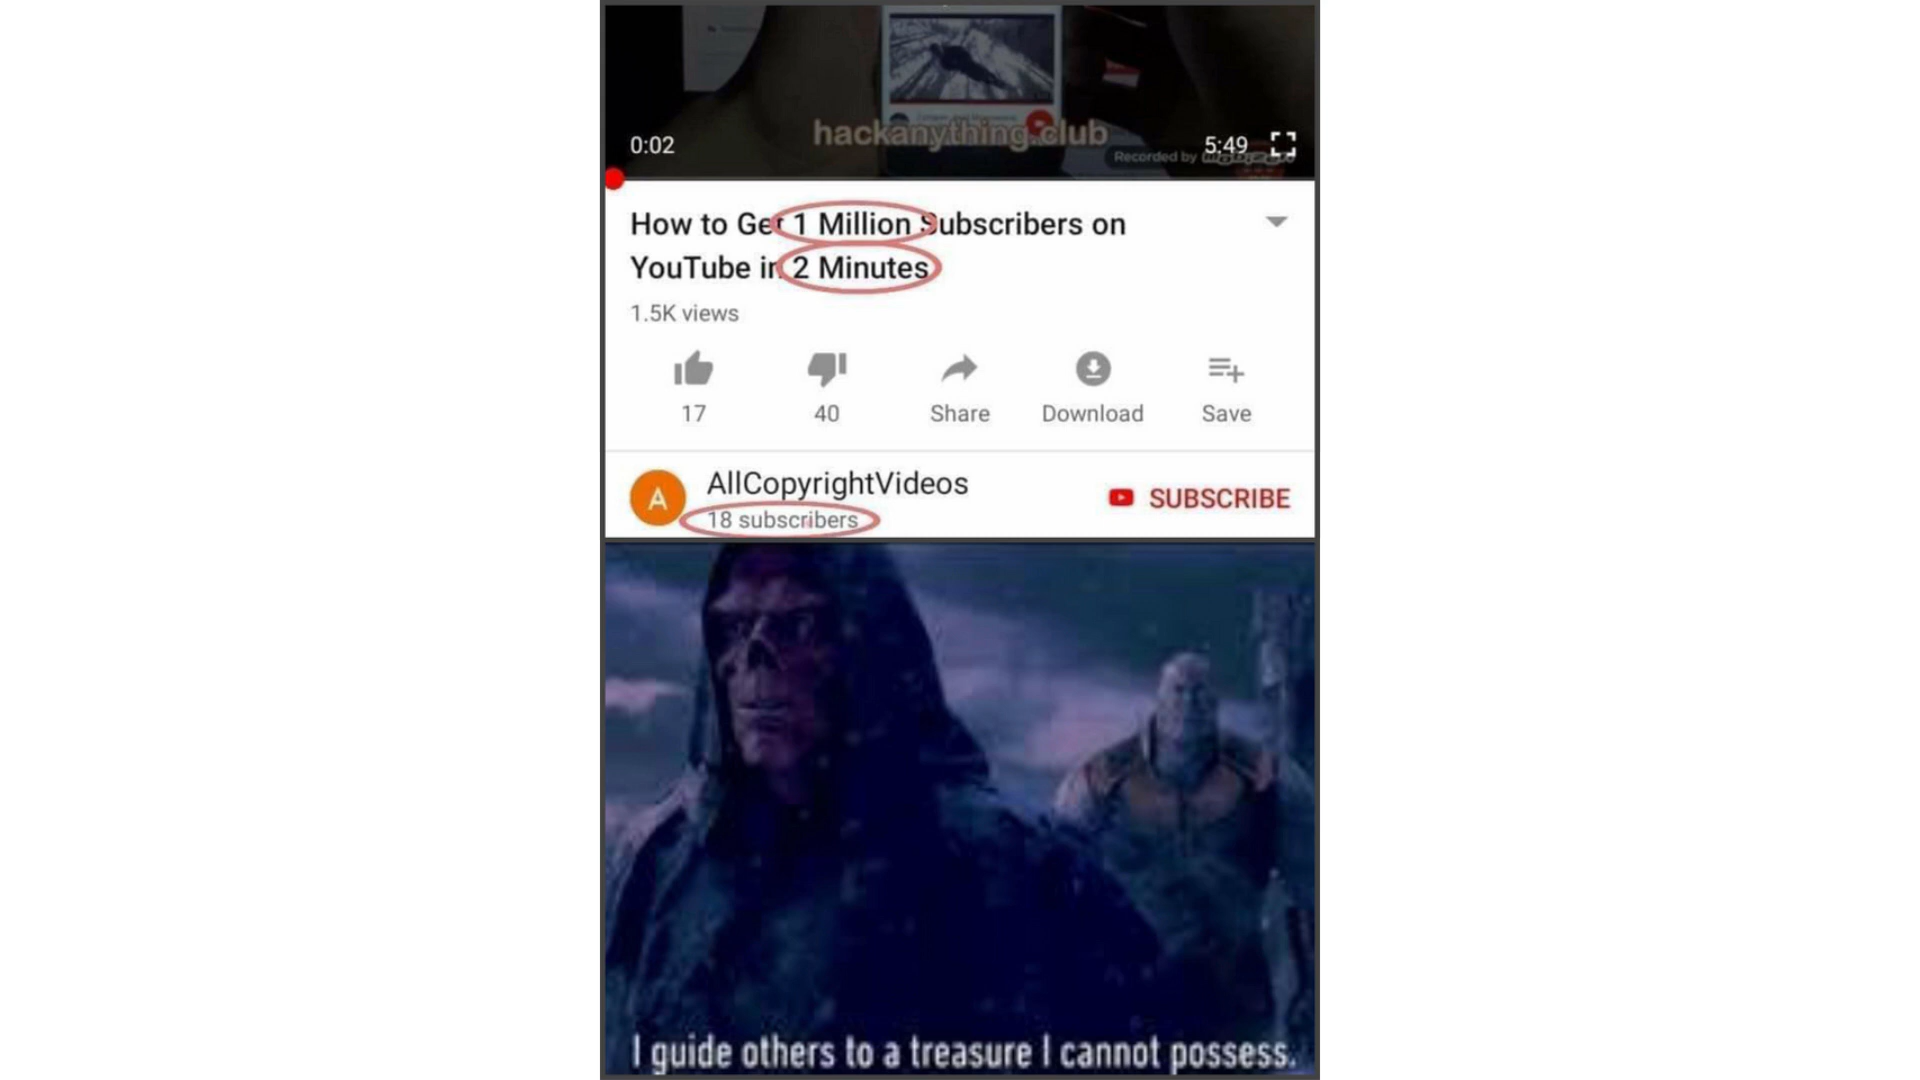 hackanything.club
0:02
5:49
Recorded by
How to Get 1 Million Subscribers on
YouTube in 2 Minutes
1.5K views
17
40
Share
Download
Save
A
AllCopyrightVideos
SUBSCRIBE
18 subscribers
I guide others to a treasure I cannot possess.